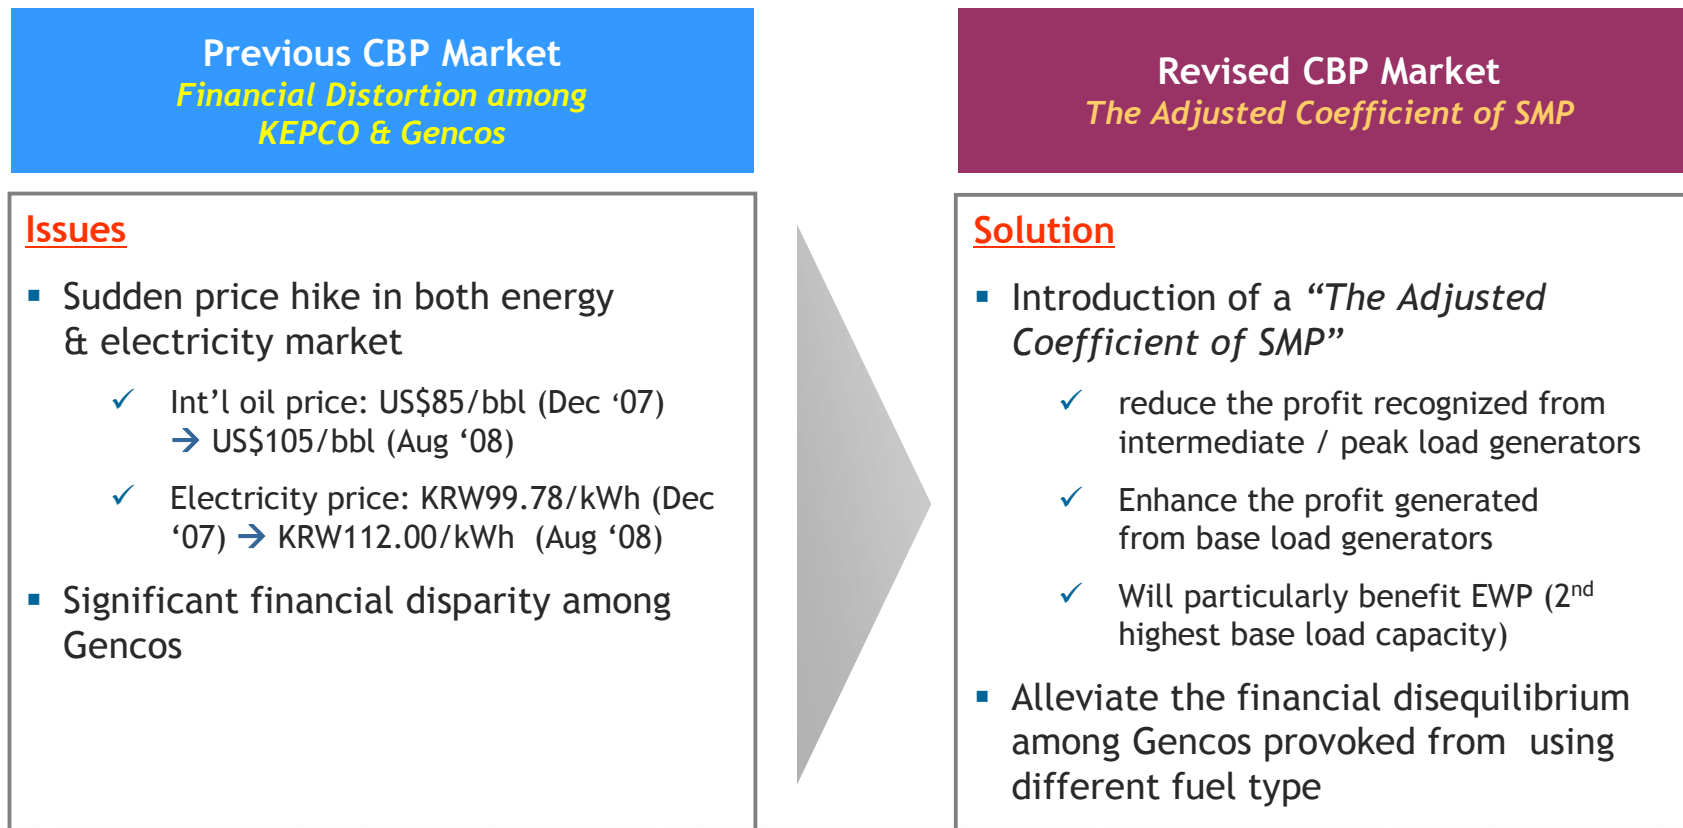 Previous CBP Market
Financial Distortion among
KEPCO & Gencos
Issues
▪ Sudden price hike in both energy
& electricity market
✓ Int’l oil price: US$85/bbl (Dec ‘07)
→ US$105/bbl (Aug ‘08)
✓ Electricity price: KRW99.78/kWh (Dec
‘07) → KRW112.00/kWh (Aug ‘08)
▪ Significant financial disparity among
Gencos
Revised CBP Market
The Adjusted Coefficient of SMP
Solution
▪ Introduction of a “The Adjusted
Coefficient of SMP”
✓ reduce the profit recognized from
intermediate / peak load generators
✓ Enhance the profit generated
from base load generators
✓ Will particularly benefit EWP (2nd
highest base load capacity)
▪ Alleviate the financial disequilibrium
among Gencos provoked from using
different fuel type